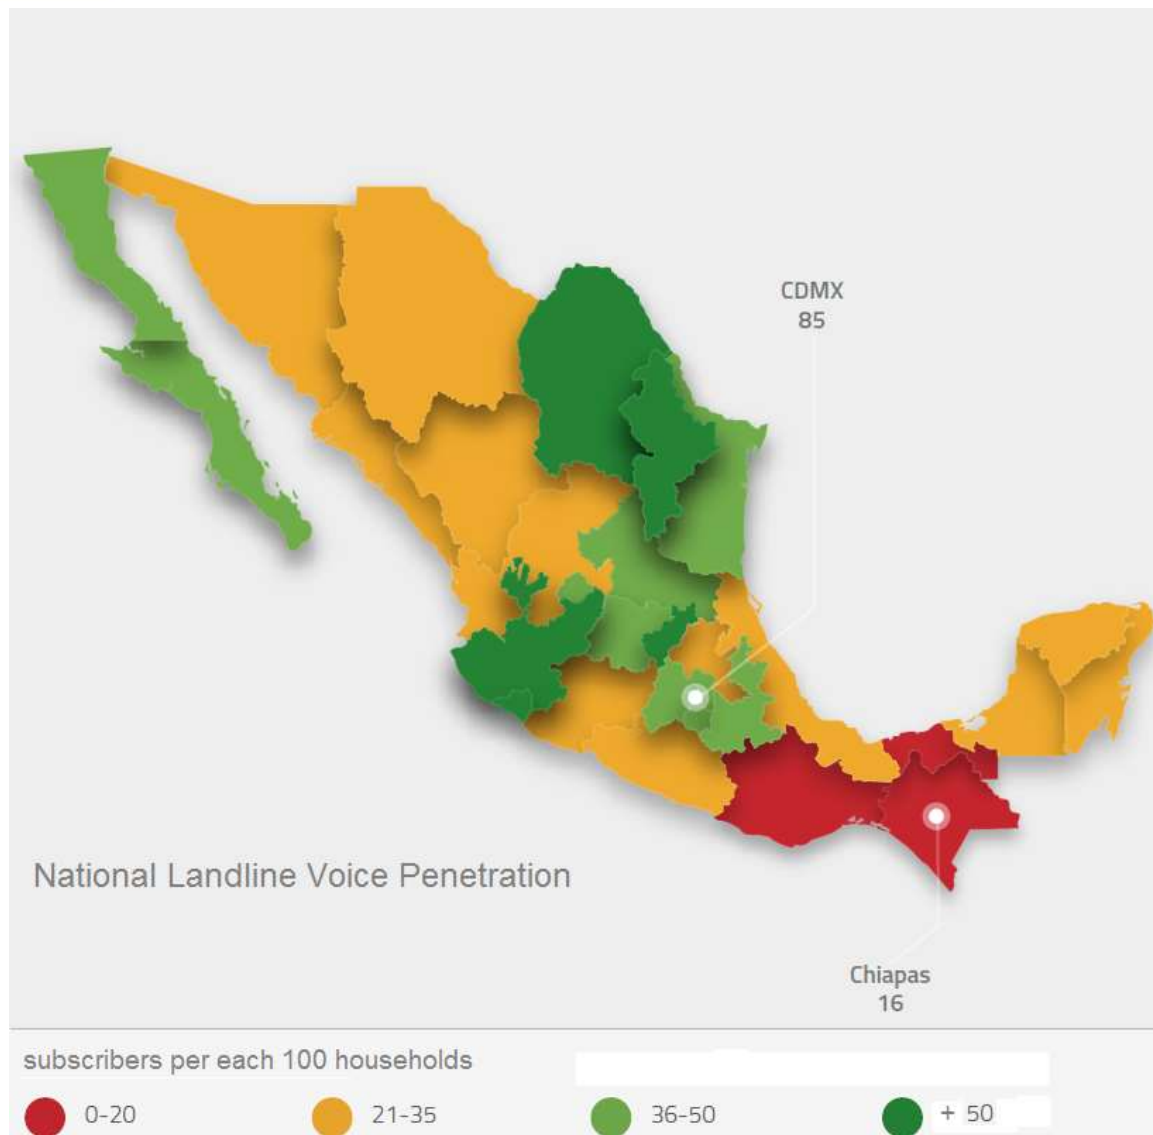 CDMX
85
National Landline Voice Penetration
Chiapas
16
subscribers per each 100 households
0-20
21-35
36-50
+ 50